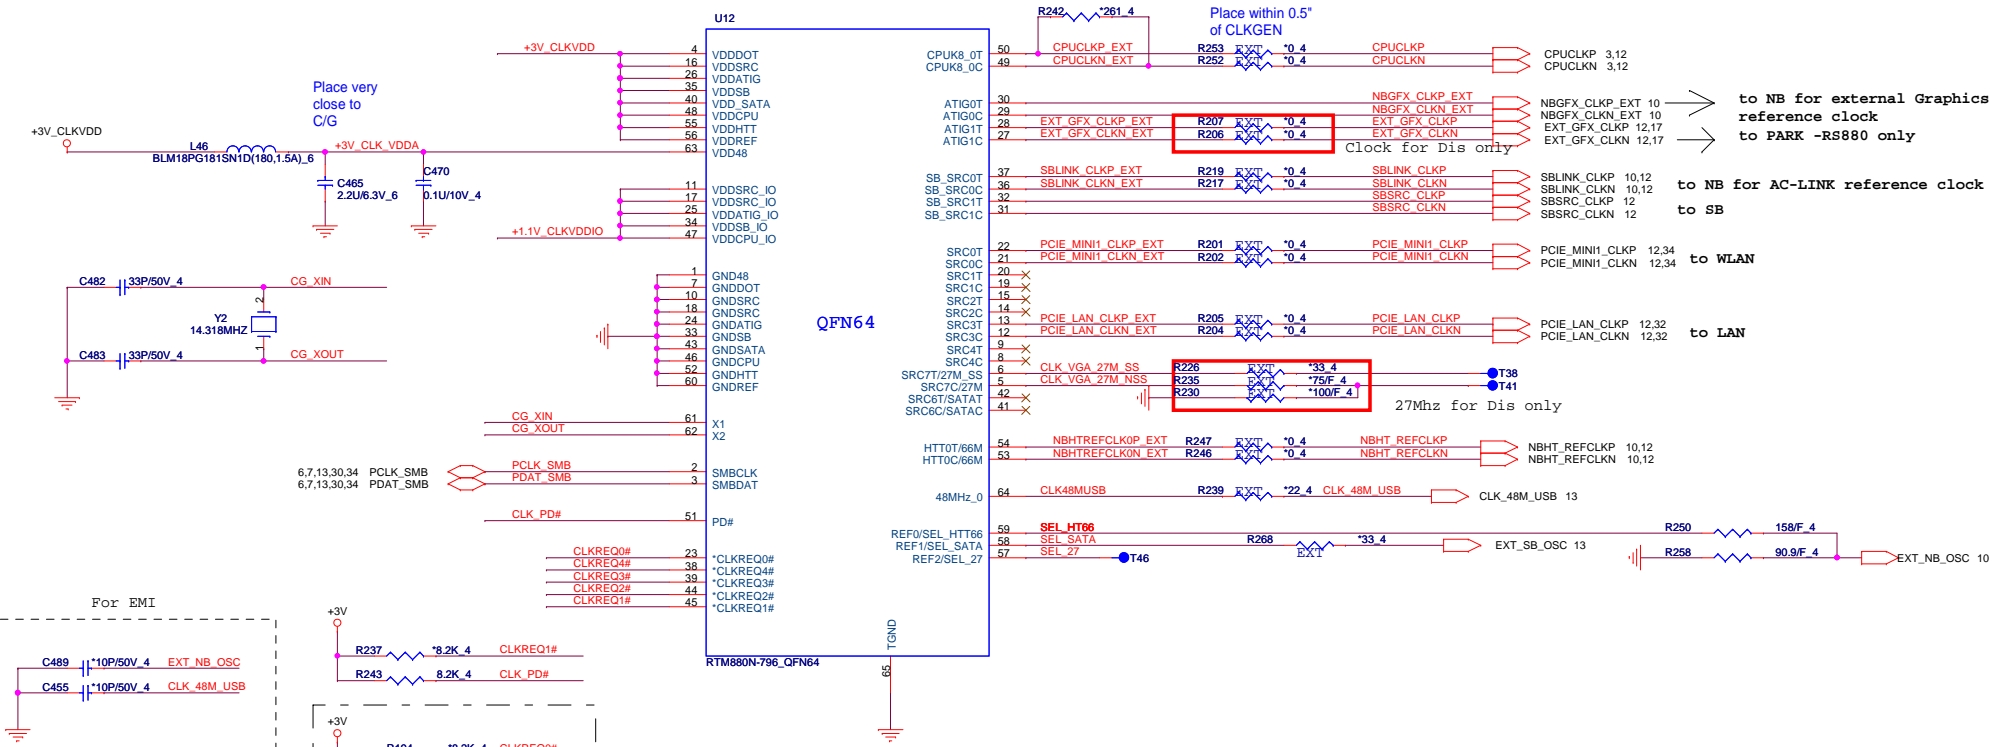 U12
R242 *261_4
Place within 0.5"
of CLKGEN
+3V_CLKVDD
4 VDDDOT
16 VDDSRC
26 VDDATIG
35 VDDSB
40 VDD_SATA
48 VDDCPU
55 VDDHTT
56 VDDREF
63 VDD48
Place very
close to
C/G
+3V_CLKVDD
L46
BLM18PG181SN1D(180,1.5A)_6
+3V_CLK_VDDA
C465
2.2U/6.3V_6
C470
0.1U/10V_4
11 VDDSRC_IO
17 VDDSRC_IO
25 VDDATIG_IO
34 VDDSB_IO
47 VDDCPU_IO
+1.1V_CLKVDDIO
1 GND48
7 GNDDOT
10 GNDSRC
18 GNDSRC
24 GNDATIG
33 GNDSB
43 GNDSATA
46 GNDCPU
52 GNDHTT
60 GNDREF
C482 33P/50V_4 CG_XIN
2
Y2
14.318MHZ
1
C483 33P/50V_4 CG_XOUT
CG_XIN 61 X1
CG_XOUT 62 X2
6,7,13,30,34 PCLK_SMB PCLK_SMB 2 SMBCLK
6,7,13,30,34 PDAT_SMB PDAT_SMB 3 SMBDAT
CLK_PD# 51 PD#
CLKREQ0# 23 *CLKREQ0#
CLKREQ4# 38 *CLKREQ4#
CLKREQ3# 39 *CLKREQ3#
CLKREQ2# 44 *CLKREQ2#
CLKREQ1# 45 *CLKREQ1#
QFN64
RTM880N-796_QFN64
TGND
65
CPUK8_0T 50 CPUCLKP_EXT R253 EXT *0_4 CPUCLKP CPUCLKP 3,12
CPUK8_0C 49 CPUCLKN_EXT R252 EXT *0_4 CPUCLKN CPUCLKN 3,12
ATIG0T 30 NBGFX_CLKP_EXT NBGFX_CLKP_EXT 10
ATIG0C 29 NBGFX_CLKN_EXT NBGFX_CLKN_EXT 10
ATIG1T 28 EXT_GFX_CLKP_EXT R207 EXT *0_4 EXT_GFX_CLKP EXT_GFX_CLKP 12,17
ATIG1C 27 EXT_GFX_CLKN_EXT R206 EXT *0_4 EXT_GFX_CLKN EXT_GFX_CLKN 12,17
to NB for external Graphics
reference clock
to PARK -RS880 only
Clock for Dis only
SB_SRC0T 37 SBLINK_CLKP_EXT R219 EXT *0_4 SBLINK_CLKP SBLINK_CLKP 10,12
SB_SRC0C 36 SBLINK_CLKN_EXT R217 EXT *0_4 SBLINK_CLKN SBLINK_CLKN 10,12
SB_SRC1T 32 SBSRC_CLKP SBSRC_CLKP 12
SB_SRC1C 31 SBSRC_CLKN SBSRC_CLKN 12
to NB for AC-LINK reference clock
to SB
SRC0T 22 PCIE_MINI1_CLKP_EXT R201 EXT *0_4 PCIE_MINI1_CLKP PCIE_MINI1_CLKP 12,34
SRC0C 21 PCIE_MINI1_CLKN_EXT R202 EXT *0_4 PCIE_MINI1_CLKN PCIE_MINI1_CLKN 12,34
to WLAN
SRC1T 20
SRC1C 19
SRC2T 15
SRC2C 14
SRC3T 13 PCIE_LAN_CLKP_EXT R205 EXT *0_4 PCIE_LAN_CLKP PCIE_LAN_CLKP 12,32
SRC3C 12 PCIE_LAN_CLKN_EXT R204 EXT *0_4 PCIE_LAN_CLKN PCIE_LAN_CLKN 12,32
to LAN
SRC4T 9
SRC4C 8
SRC7T/27M_SS 6 CLK_VGA_27M_SS R226 EXT *33_4 T38
SRC7C/27M 5 CLK_VGA_27M_NSS R235 EXT *75/F_4 T41
SRC6T/SATAT 42 R230 EXT *100/F_4
SRC6C/SATAC 41
27Mhz for Dis only
HTT0T/66M 54 NBHTREFCLK0P_EXT R247 EXT *0_4 NBHT_REFCLKP NBHT_REFCLKP 10,12
HTT0C/66M 53 NBHTREFCLK0N_EXT R246 EXT *0_4 NBHT_REFCLKN NBHT_REFCLKN 10,12
48MHz_0 64 CLK48MUSB R239 EXT *22_4 CLK_48M_USB CLK_48M_USB 13
REF0/SEL_HTT66 59 SEL_HT66 R250 158/F_4
REF1/SEL_SATA 58 SEL_SATA R268 EXT *33_4 EXT_SB_OSC 13
REF2/SEL_27 57 SEL_27 T46
R258 90.9/F_4 EXT_NB_OSC 10
For EMI
C489 *10P/50V_4 EXT_NB_OSC
C455 *10P/50V_4 CLK_48M_USB
+3V
R237 *8.2K_4 CLKREQ1#
R243 8.2K_4 CLK_PD#
+3V